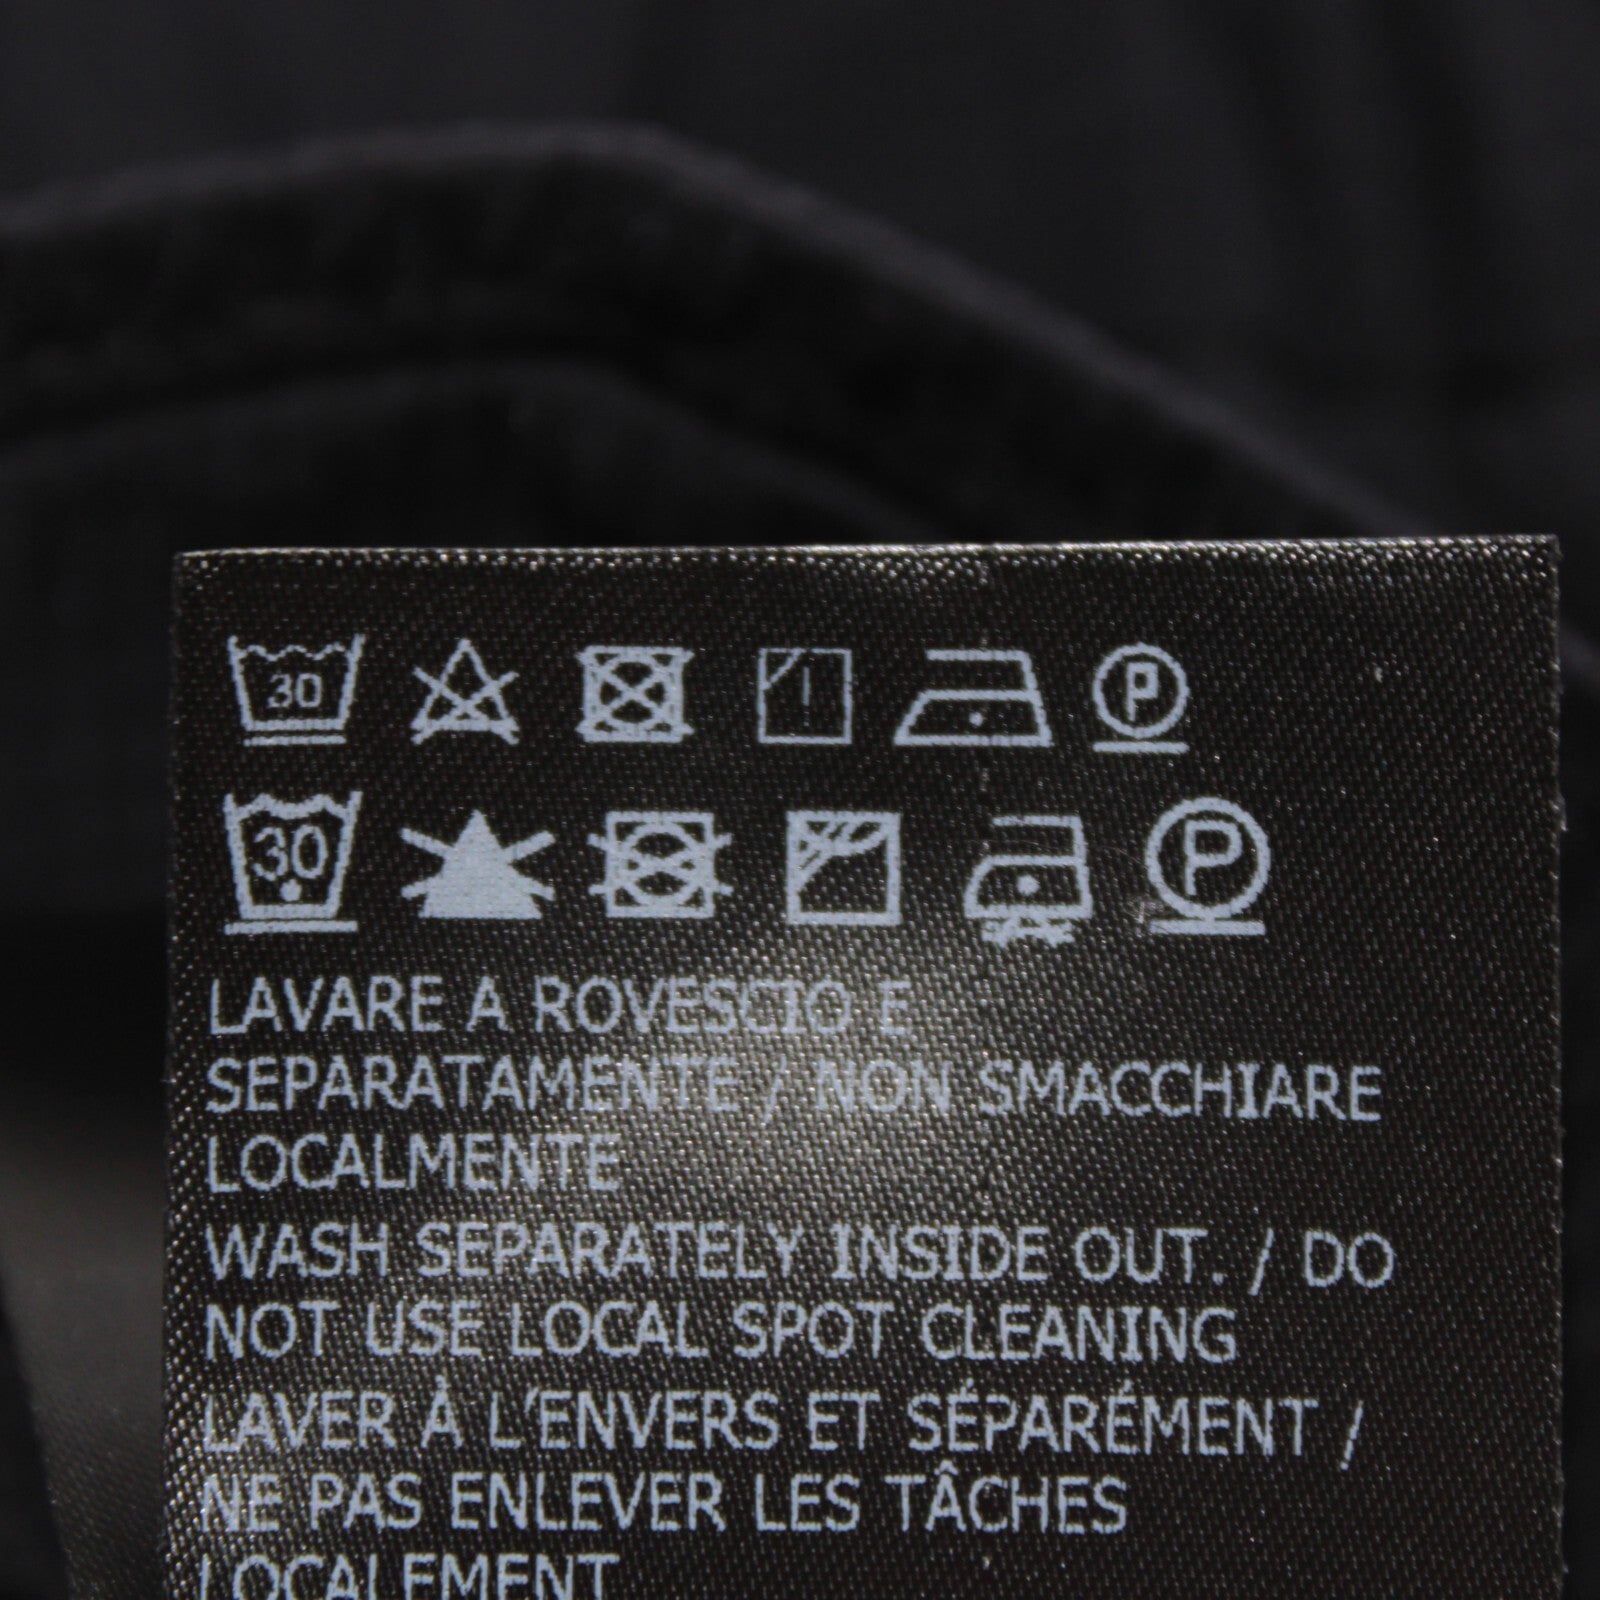 30 P
30 P
LAVARE A ROVESCIO E
SEPARATAMENTE / NON SMACCHIARE
LOCALMENTE
WASH SEPARATELY INSIDE OUT. / DO
NOT USE LOCAL SPOT CLEANING
LAVER À L'ENVERS ET SÉPARÉMENT /
NE PAS ENLEVER LES TÂCHES
LOCALEMENT